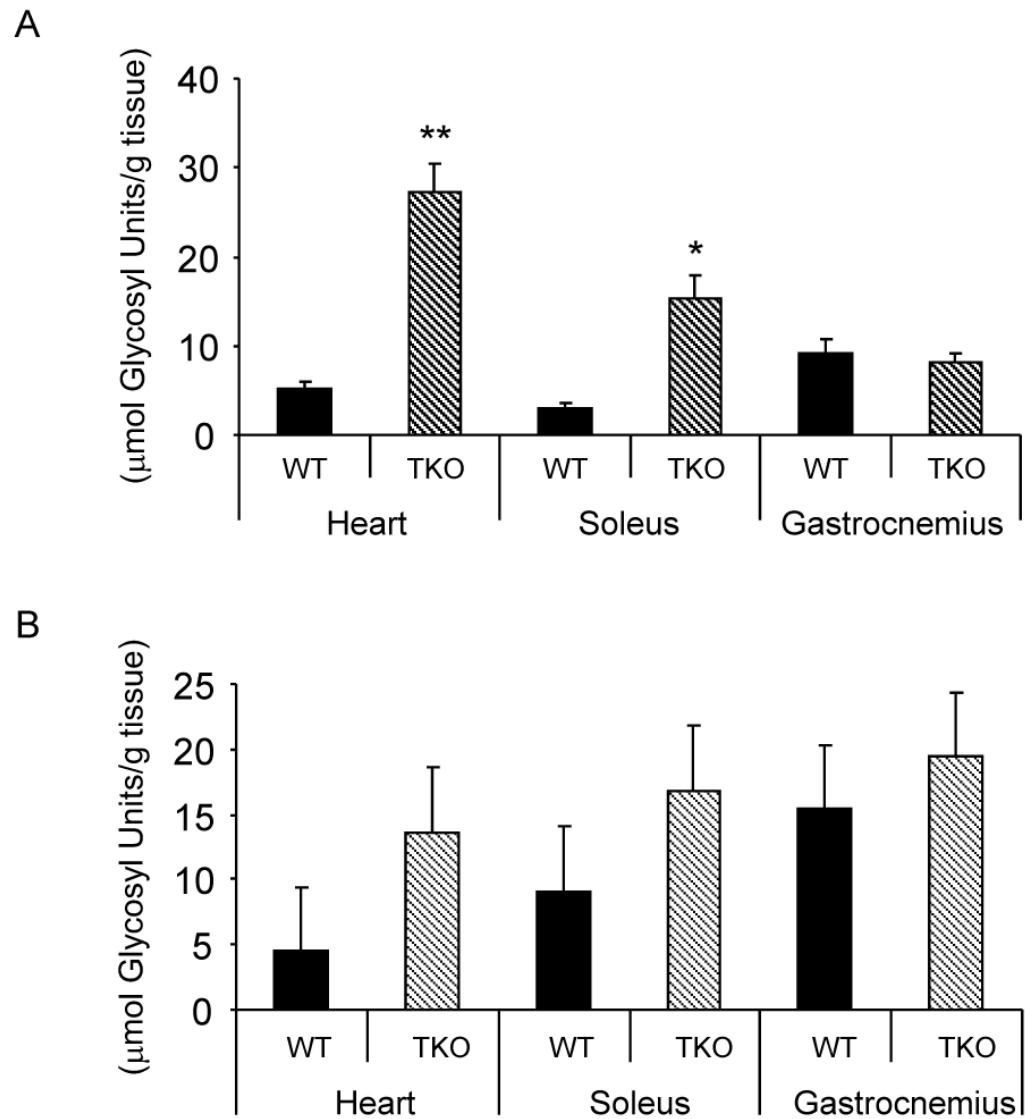 A
(μmol Glycosyl Units/g tissue)
40
30
20
10
0
**
*
WT TKO WT TKO WT TKO
Heart Soleus Gastrocnemius
B
(μmol Glycosyl Units/g tissue)
25
20
15
10
5
0
WT TKO WT TKO WT TKO
Heart Soleus Gastrocnemius